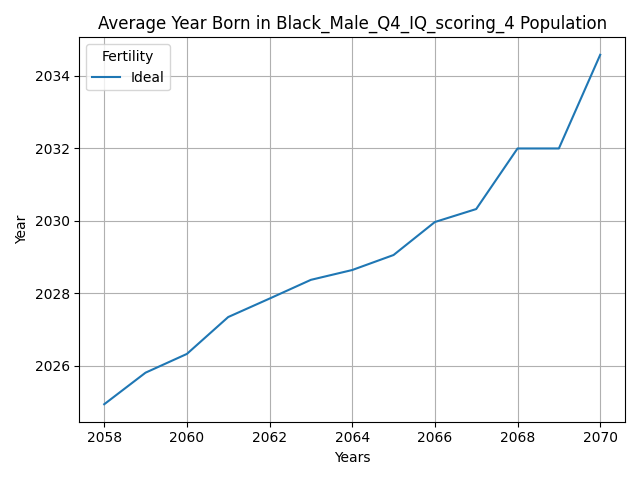 Average Year Born in Black_Male_Q4_IQ_scoring_4 Population
Fertility
Ideal
2034
2032
2030
2028
2026
Year
2058 2060 2062 2064 2066 2068 2070
Years